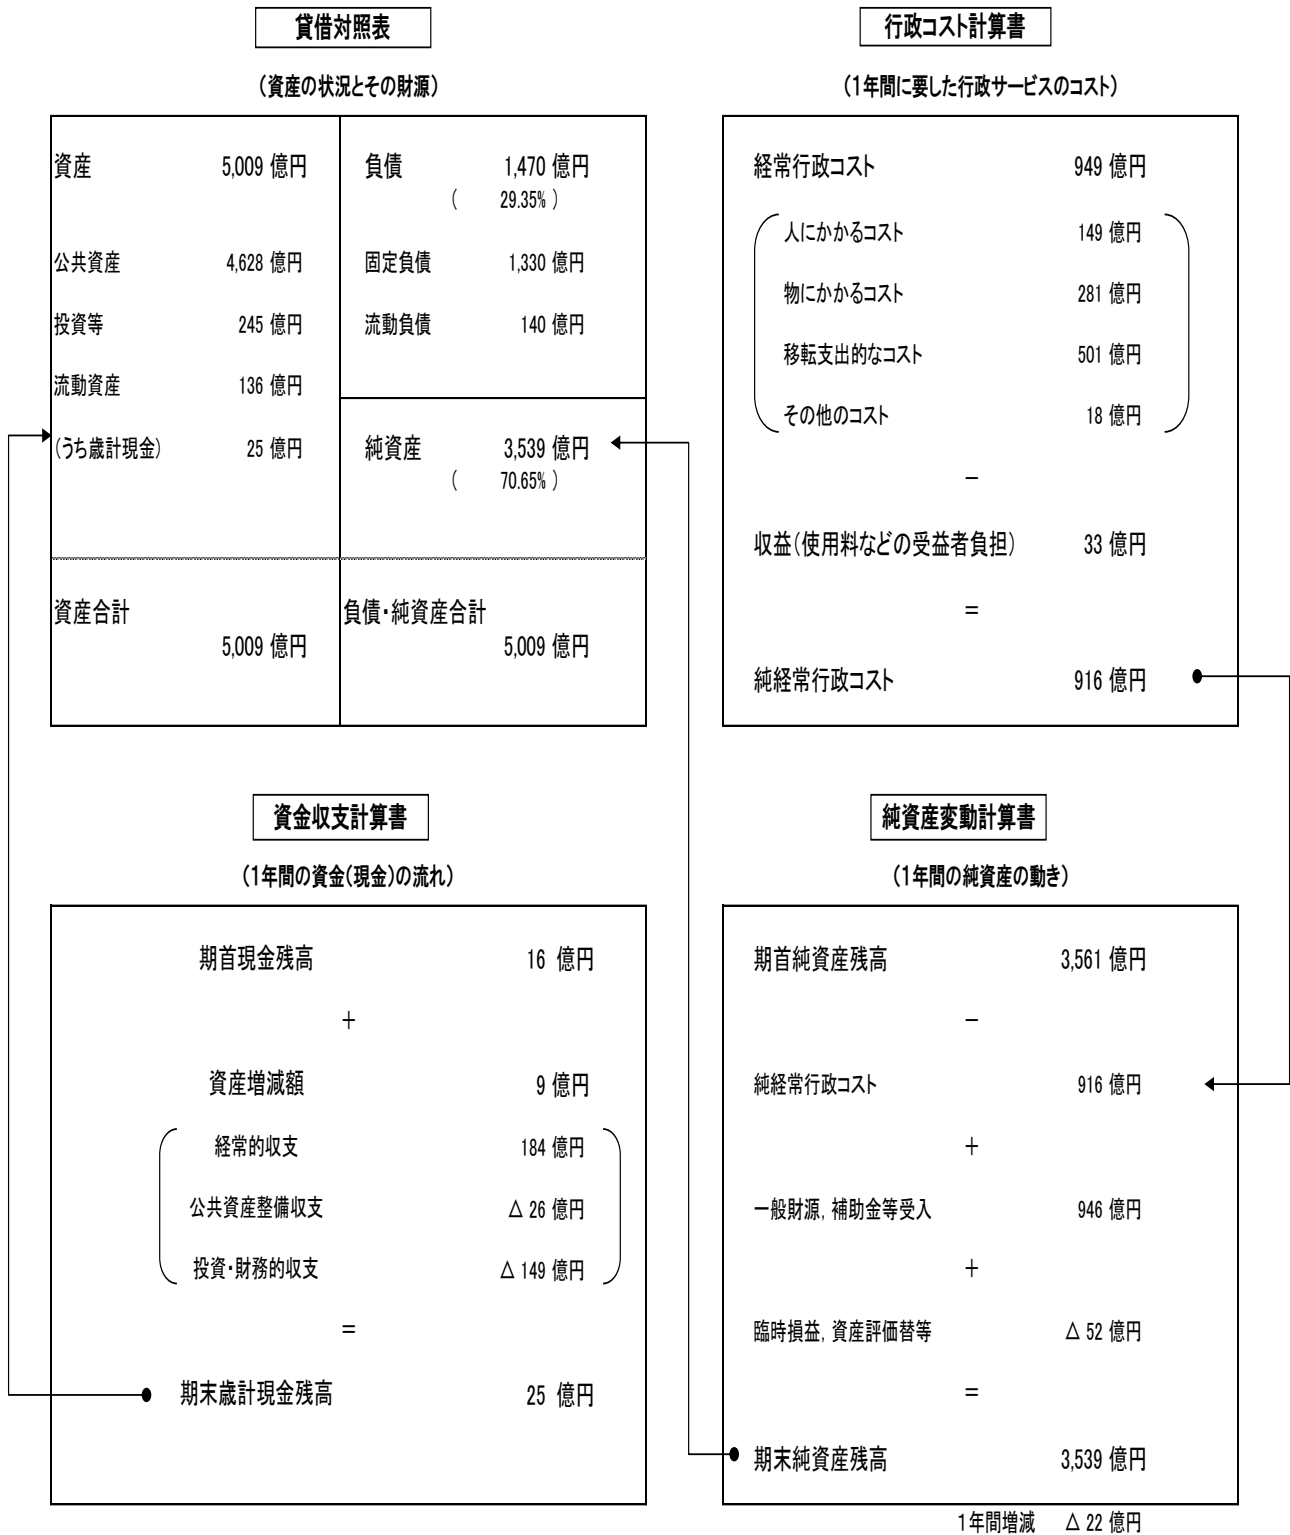 貸借対照表
（資産の状況とその財源）
資産 5,009 億円
公共資産 4,628 億円
投資等 245 億円
流動資産 136 億円
(うち歳計現金) 25 億円
負債 1,470 億円
( 29.35% )
固定負債 1,330 億円
流動負債 140 億円
純資産 3,539 億円
( 70.65% )
資産合計
5,009 億円
負債・純資産合計
5,009 億円
行政コスト計算書
（1年間に要した行政サービスのコスト）
経常行政コスト 949 億円
人にかかるコスト 149 億円
物にかかるコスト 281 億円
移転支出的なコスト 501 億円
その他のコスト 18 億円
－
収益（使用料などの受益者負担） 33 億円
＝
純経常行政コスト 916 億円
資金収支計算書
（1年間の資金(現金)の流れ）
期首現金残高 16 億円
＋
資産増減額 9 億円
経常的収支 184 億円
公共資産整備収支 △ 26 億円
投資・財務的収支 △ 149 億円
＝
期末歳計現金残高 25 億円
純資産変動計算書
（1年間の純資産の動き）
期首純資産残高 3,561 億円
－
純経常行政コスト 916 億円
＋
一般財源，補助金等受入 946 億円
＋
臨時損益，資産評価替等 △ 52 億円
＝
期末純資産残高 3,539 億円
1年間増減 △ 22 億円